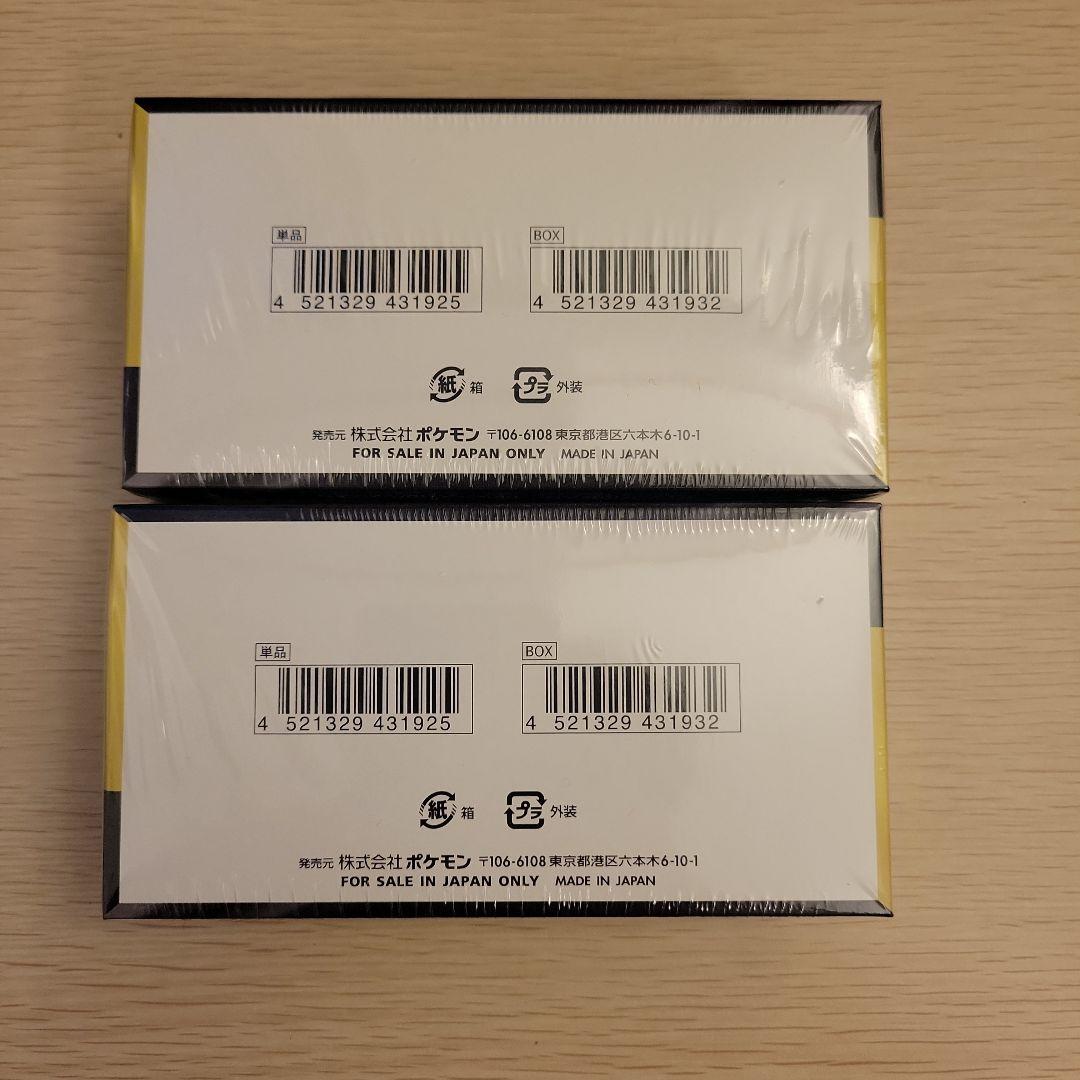 単品
4 521329 431925
BOX
4 521329 431932
紙 箱
プラ 外装
発売元 株式会社 ポケモン 〒106-6108 東京都港区六本木6-10-1
FOR SALE IN JAPAN ONLY MADE IN JAPAN
単品
4 521329 431925
BOX
4 521329 431932
紙 箱
プラ 外装
発売元 株式会社 ポケモン 〒106-6108 東京都港区六本木6-10-1
FOR SALE IN JAPAN ONLY MADE IN JAPAN